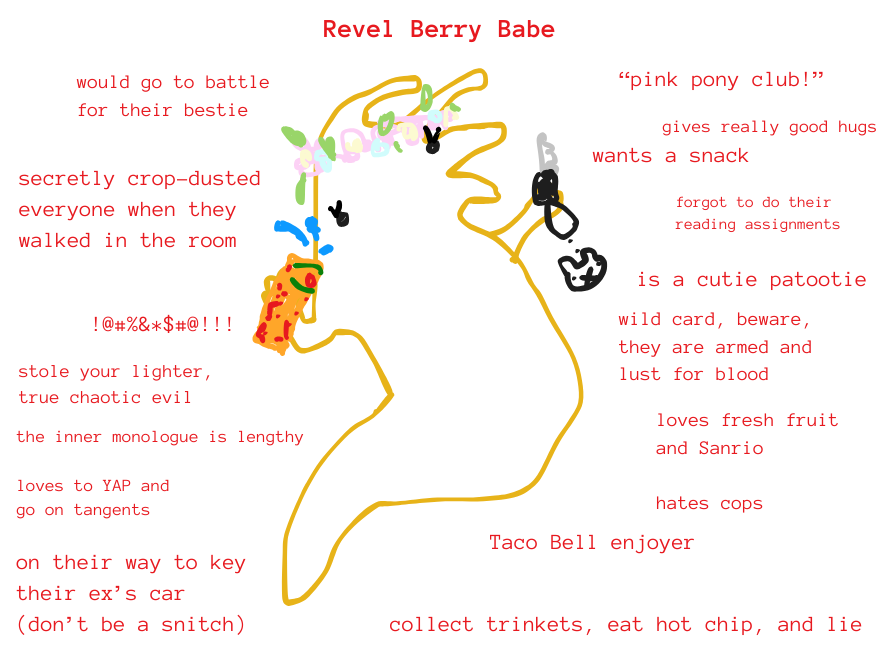 Revel Berry Babe
would go to battle
for their bestie
secretly crop-dusted
everyone when they
walked in the room
!@#%&*$#@!!!
stole your lighter,
true chaotic evil
the inner monologue is lengthy
loves to YAP and
go on tangents
on their way to key
their ex’s car
(don’t be a snitch)
“pink pony club!”
gives really good hugs
wants a snack
forgot to do their
reading assignments
is a cutie patootie
wild card, beware,
they are armed and
lust for blood
loves fresh fruit
and Sanrio
hates cops
Taco Bell enjoyer
collect trinkets, eat hot chip, and lie